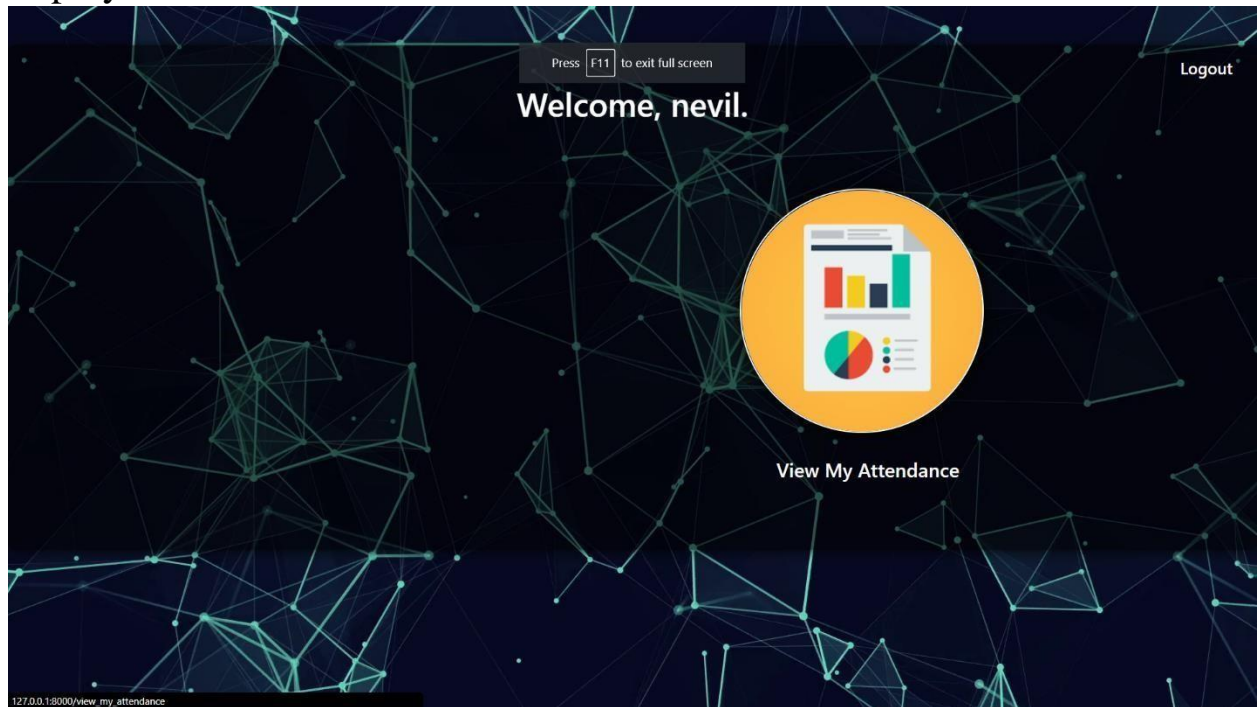 Press F11 to exit full screen
Logout
Welcome, nevil.
View My Attendance
127.0.0.1:8000/view_my_attendance